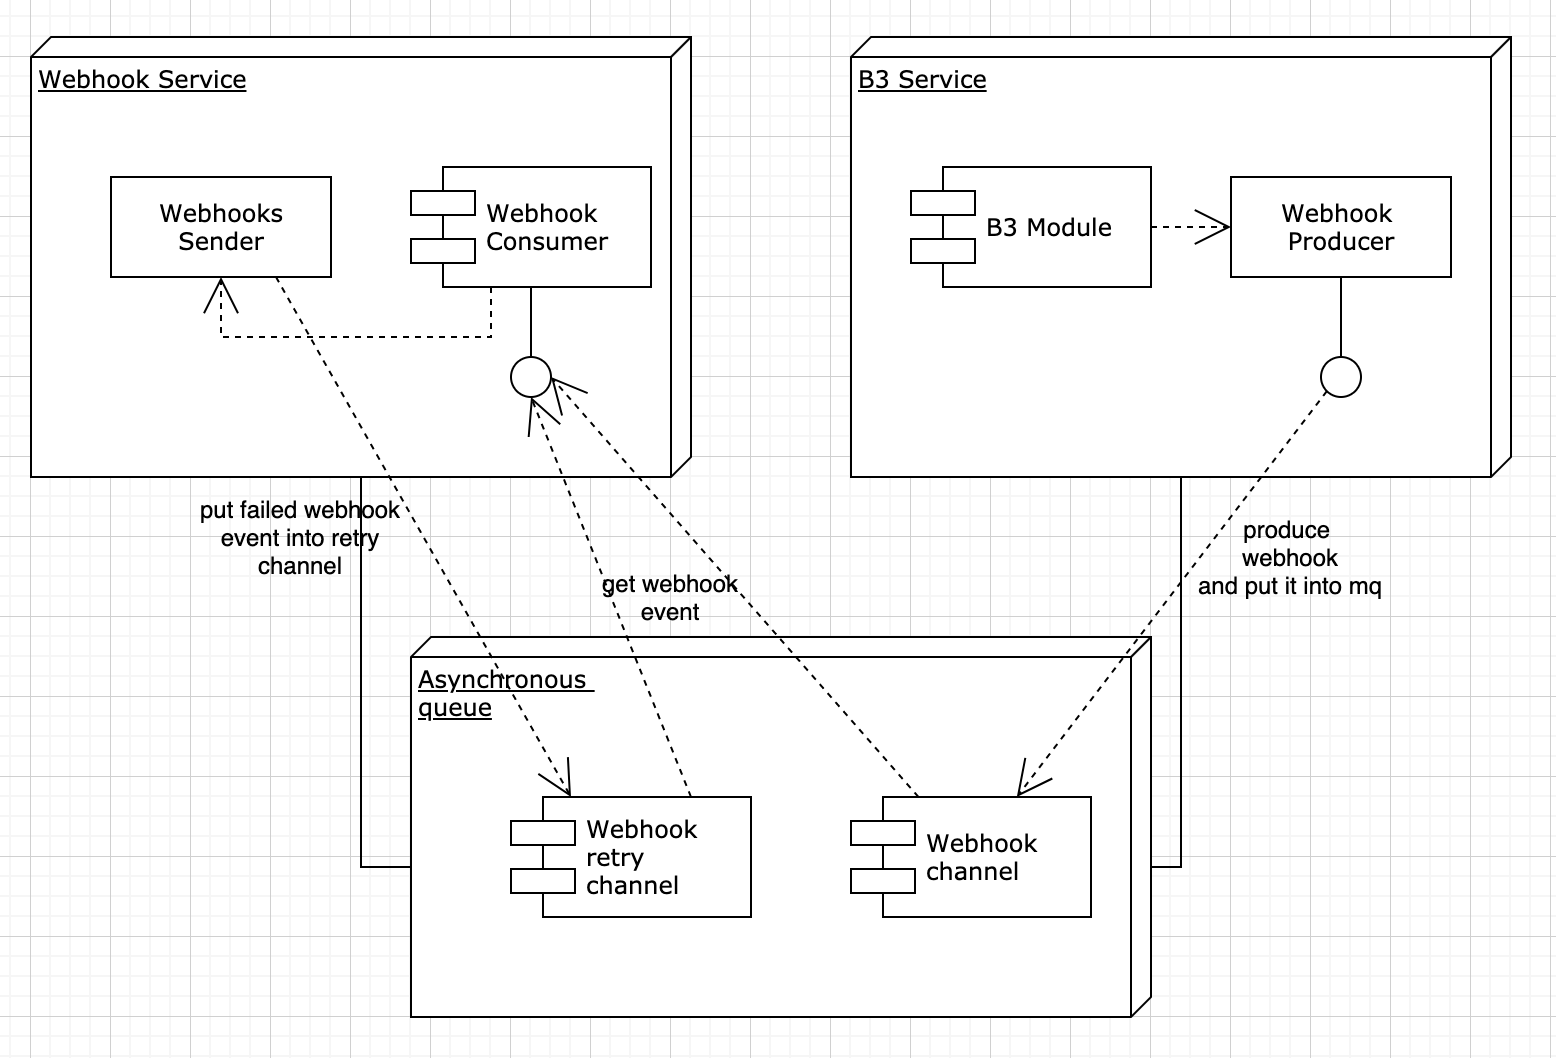 Webhook Service
B3 Service
Webhooks
Sender
Webhook
Consumer
B3 Module
Webhook
Producer
put failed webhook
event into retry
channel
get webhook
event
produce
webhook
and put it into mq
Asynchronous
queue
Webhook
retry
channel
Webhook
channel